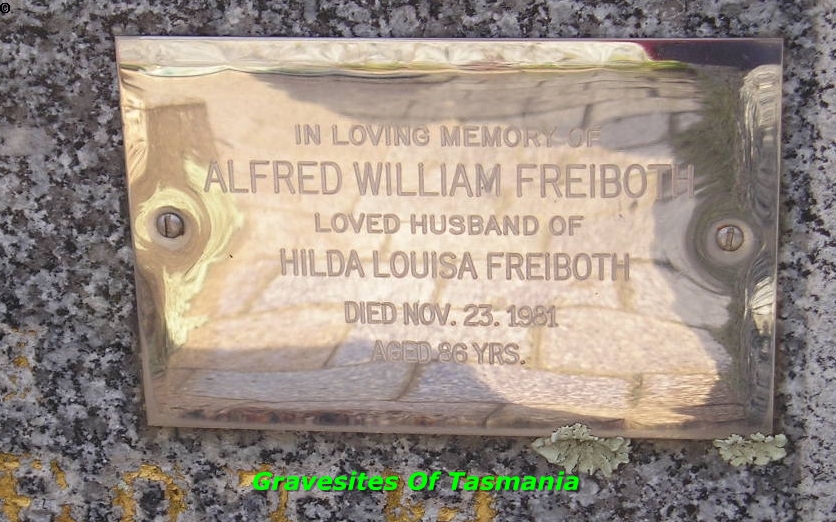 IN LOVING MEMORY OF
ALFRED WILLIAM FREIBOTH
LOVED HUSBAND OF
HILDA LOUISA FREIBOTH
DIED NOV. 23. 1981
AGED 86 YRS.
Gravesites Of Tasmania